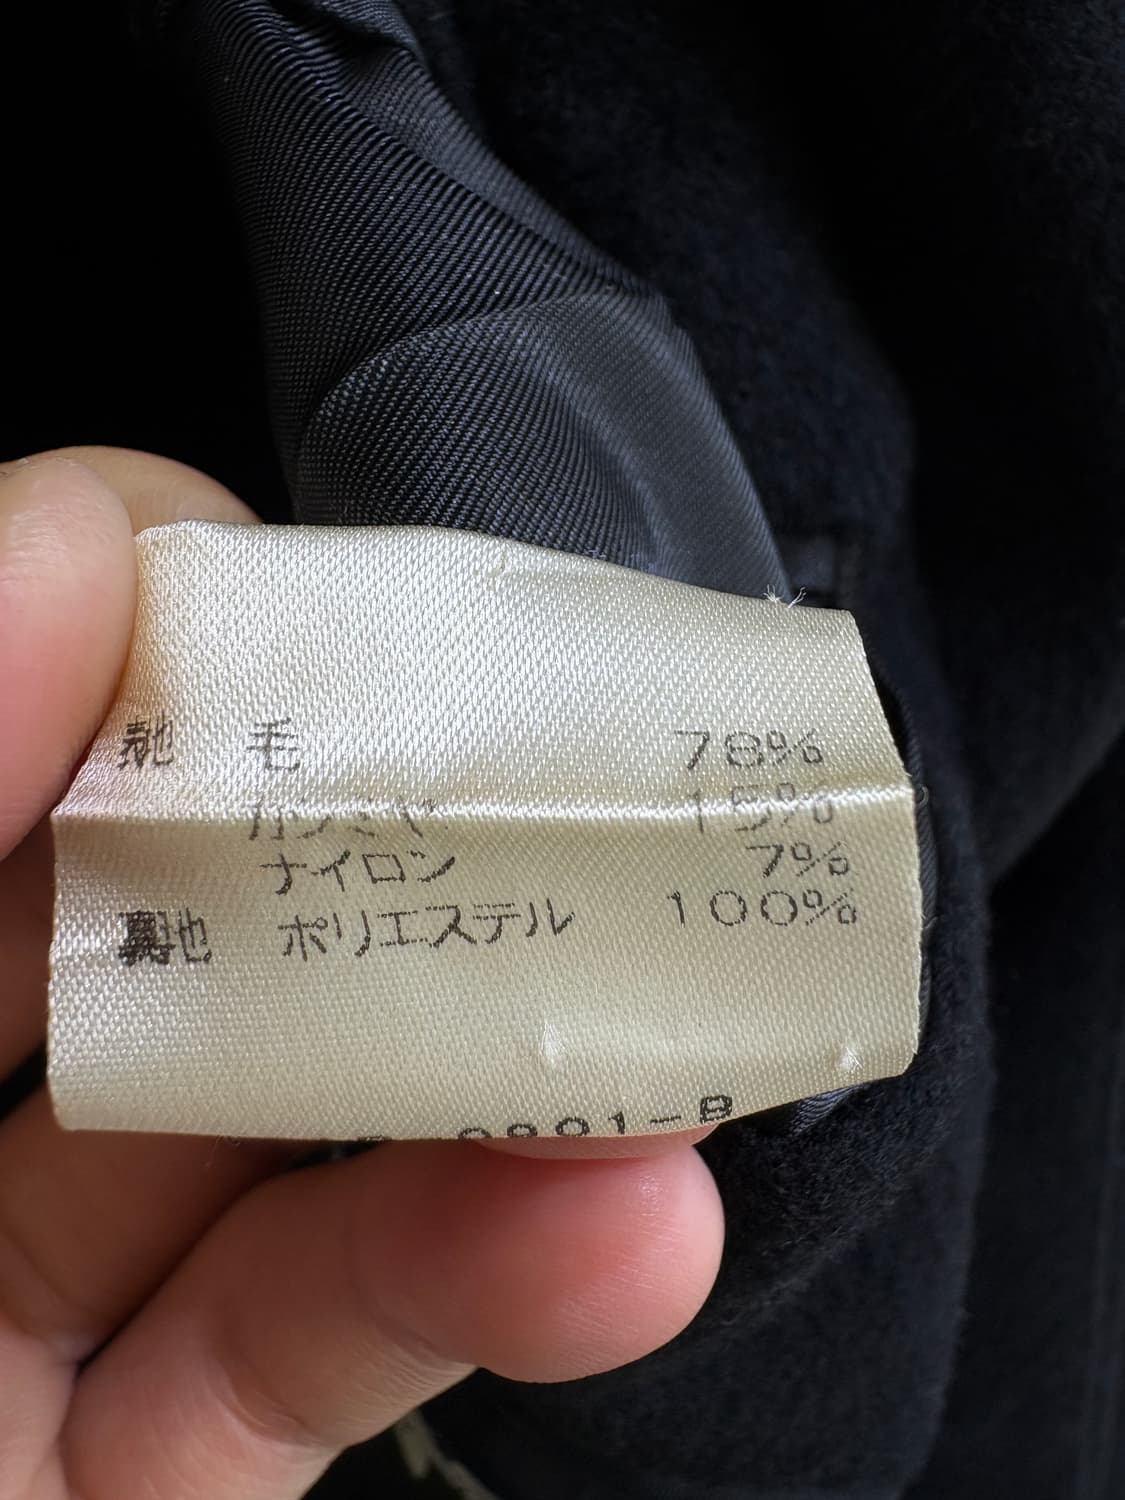 表地 毛 78%
カシミヤ 15%
ナイロン 7%
裏地 ポリエステル 100%